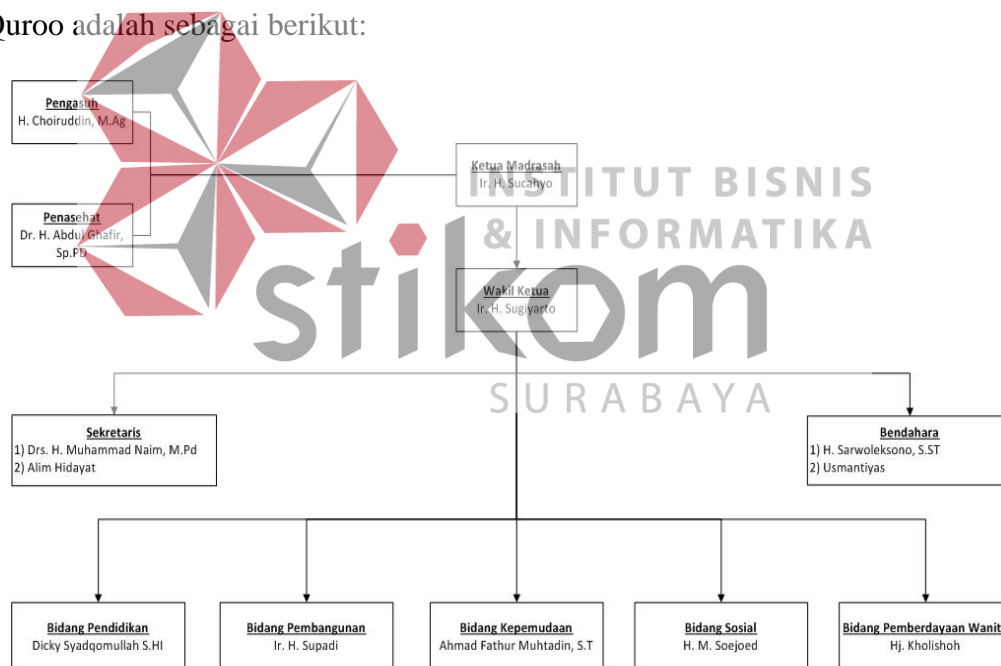 Quroo adalah sebagai berikut:
Pengasuh
H. Choiruddin, M.Ag
Ketua Madrasah
Ir. H. Sucahyo
INSTITUT BISNIS
& INFORMATIKA
Penasehat
Dr. H. Abdul Ghafir,
Sp.PD
stikom
Wakil Ketua
Ir. H. Sugiyarto
SURABAYA
Sekretaris
1) Drs. H. Muhammad Naim, M.Pd
2) Alim Hidayat
Bendahara
1) H. Sarwoleksono, S.ST
2) Usmantiyas
Bidang Pendidikan
Dicky Syadqomullah S.HI
Bidang Pembangunan
Ir. H. Supadi
Bidang Kepemudaan
Ahmad Fathur Muhtadin, S.T
Bidang Sosial
H. M. Soejoed
Bidang Pemberdayaan Wanit
Hj. Kholishoh